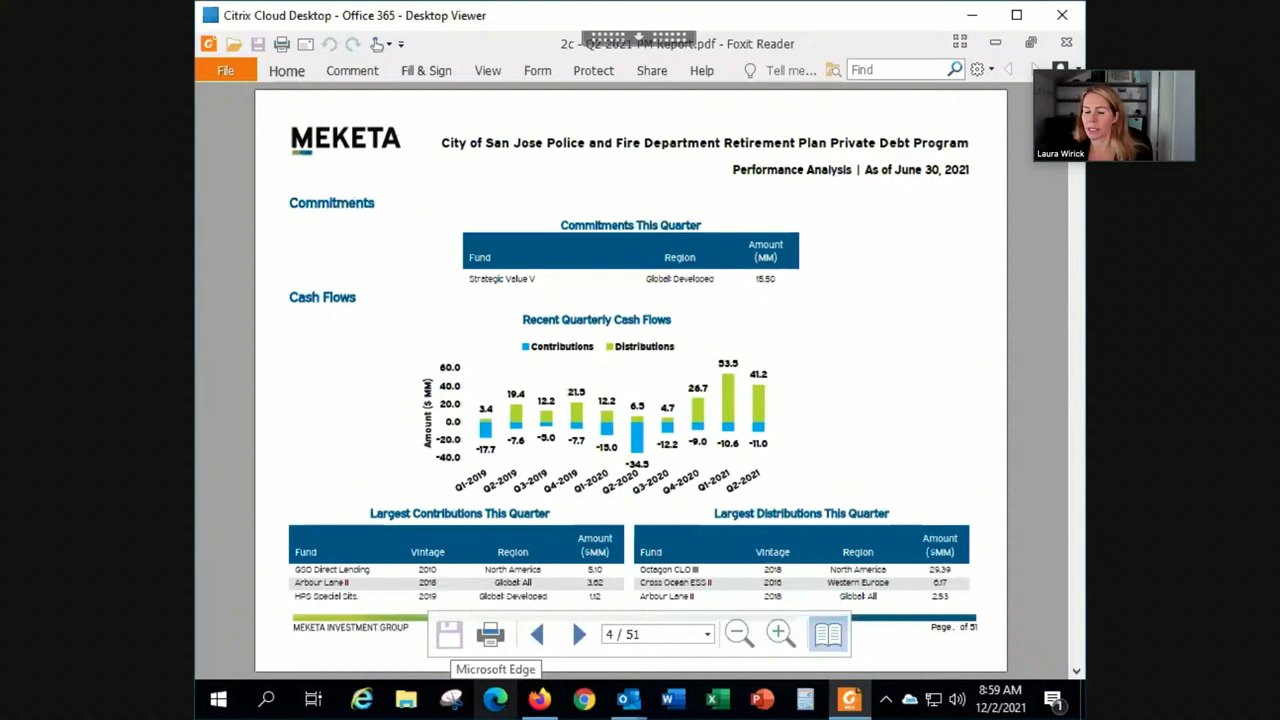 Citrix Cloud Desktop - Office 365 - Desktop Viewer
2c - Q2 2021 PM Report.pdf - Foxit Reader
File Home Comment Fill & Sign View Form Protect Share Help Tell me... Find
Laura Wirick
MEKETA
City of San Jose Police and Fire Department Retirement Plan Private Debt Program
Performance Analysis | As of June 30, 2021
Commitments
Commitments This Quarter
Fund Region Amount (MM)
Strategic Value V Global: Developed 15.50
Cash Flows
Recent Quarterly Cash Flows
Contributions Distributions
Amount ($ MM)
60.0
40.0
20.0
0.0
-20.0
-40.0
3.4 19.4 12.2 21.5 12.2 6.5 4.7 26.7 53.5 41.2
-17.7 -7.6 -5.0 -7.7 -15.0 -34.5 -12.2 -9.0 -10.6 -11.0
Q1-2019 Q2-2019 Q3-2019 Q4-2019 Q1-2020 Q2-2020 Q3-2020 Q4-2020 Q1-2021 Q2-2021
Largest Contributions This Quarter
Fund Vintage Region Amount ($MM)
GSO Direct Lending 2010 North America 5.10
Arbour Lane II 2018 Global: All 3.62
HPS Special Sits. 2019 Global: Developed 1.12
Largest Distributions This Quarter
Fund Vintage Region Amount ($MM)
Octagon CLO III 2018 North America 29.39
Cross Ocean ESS II 2016 Western Europe 6.17
Arbour Lane II 2018 Global: All 2.53
MEKETA INVESTMENT GROUP
Page of 51
4 / 51
Microsoft Edge
8:59 AM
12/2/2021
1